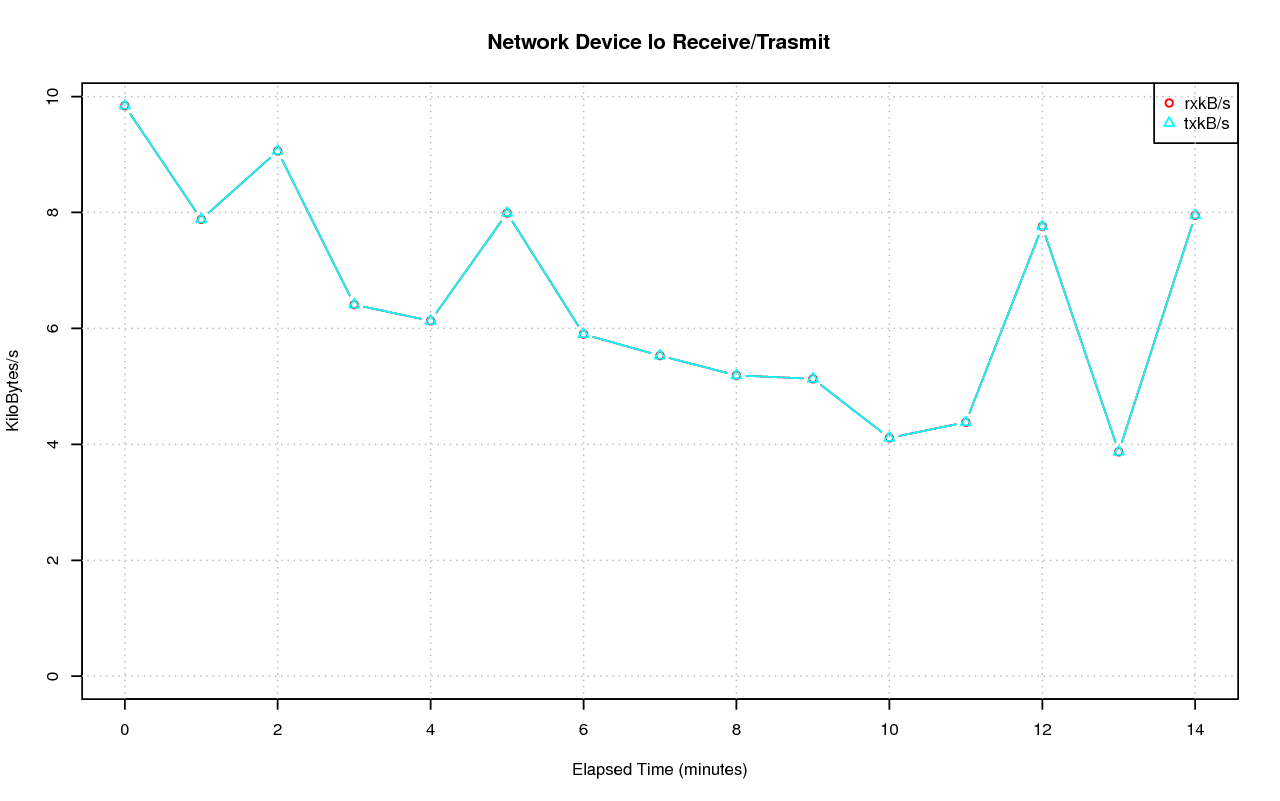 Network Device lo Receive/Trasmit
rxkB/s
txkB/s
KiloBytes/s
10
8
6
4
2
0
0 2 4 6 8 10 12 14
Elapsed Time (minutes)